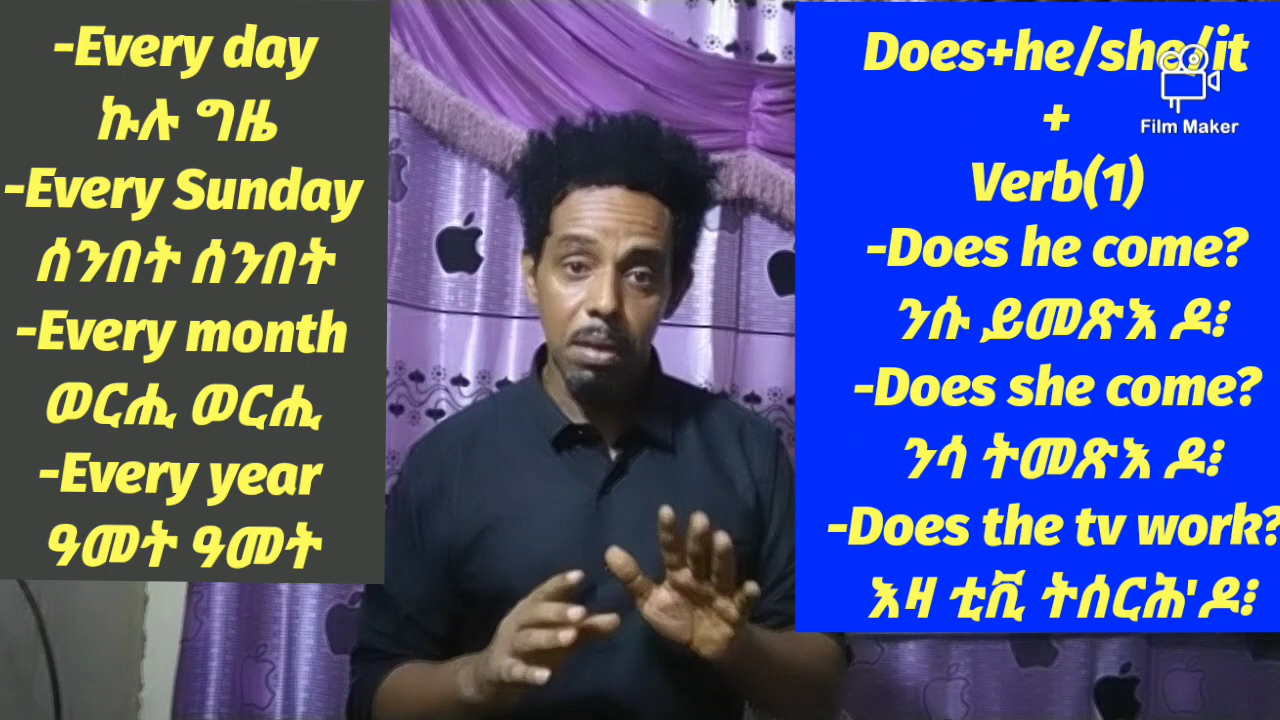 -Every day
ኩሉ ግዜ
-Every Sunday
ሰንበት ሰንበት
-Every month
ወርሒ ወርሒ
-Every year
ዓመት ዓመት
Does+he/she/it
+
Verb(1)
-Does he come?
ንሱ ይመጽእ ዶ፧
-Does she come?
ንሳ ትመጽእ ዶ፧
-Does the tv work?
እዛ ቲቪ ትሰርሕ'ዶ፧
Film Maker